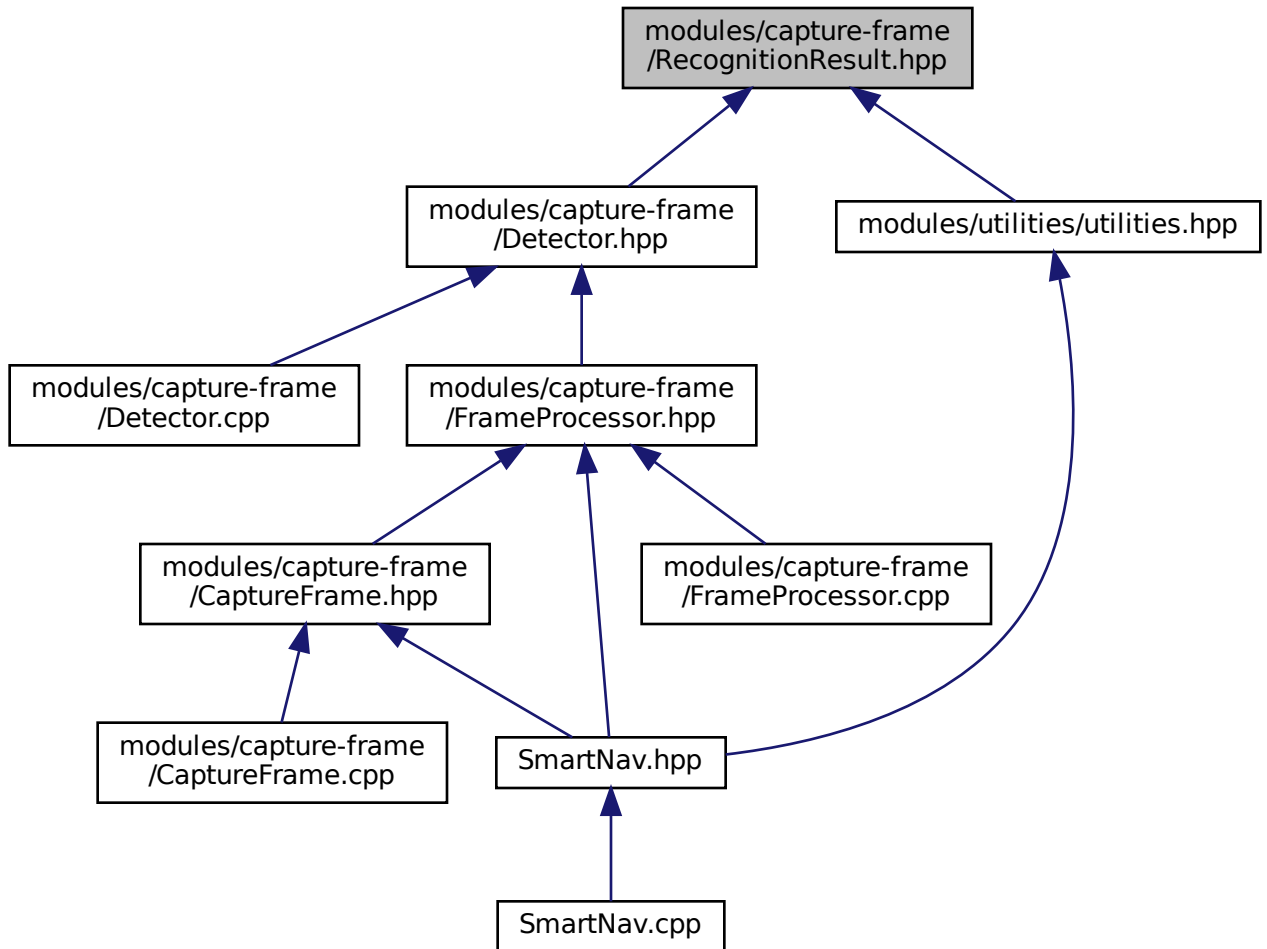 modules/capture-frame
/RecognitionResult.hpp
modules/capture-frame
/Detector.hpp
modules/utilities/utilities.hpp
modules/capture-frame
/Detector.cpp
modules/capture-frame
/FrameProcessor.hpp
modules/capture-frame
/CaptureFrame.hpp
modules/capture-frame
/FrameProcessor.cpp
modules/capture-frame
/CaptureFrame.cpp
SmartNav.hpp
SmartNav.cpp